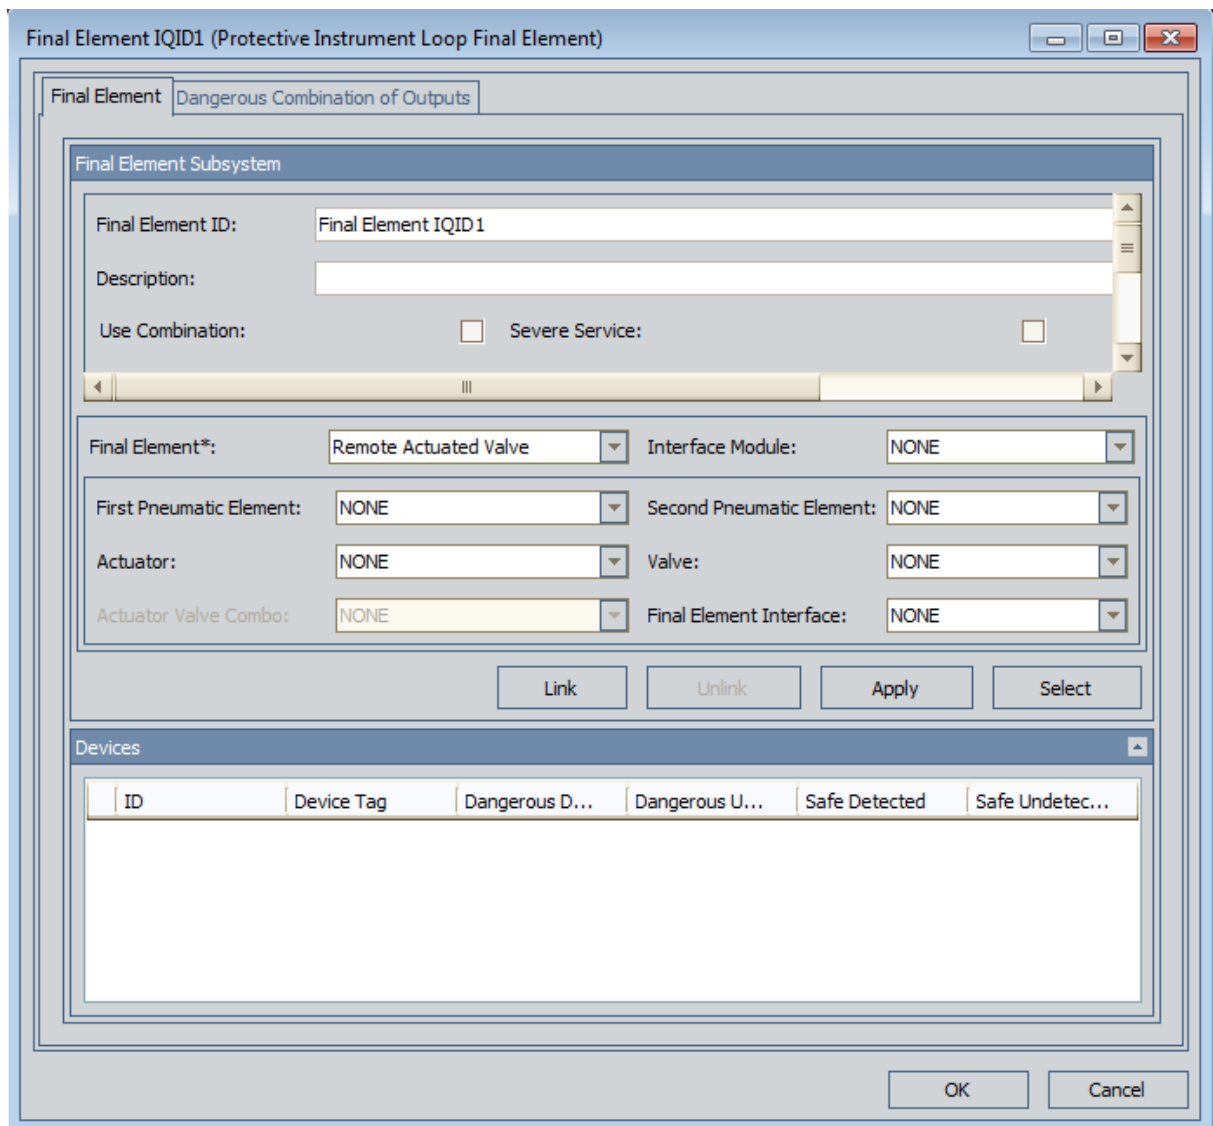 Final Element IQID1 (Protective Instrument Loop Final Element)
Final Element Dangerous Combination of Outputs
Final Element Subsystem
Final Element ID: Final Element IQID1
Description:
Use Combination: Severe Service:
Final Element*: Remote Actuated Valve Interface Module: NONE
First Pneumatic Element: NONE Second Pneumatic Element: NONE
Actuator: NONE Valve: NONE
Actuator Valve Combo: NONE Final Element Interface: NONE
Link Unlink Apply Select
Devices
ID Device Tag Dangerous D... Dangerous U... Safe Detected Safe Undetec...
OK Cancel